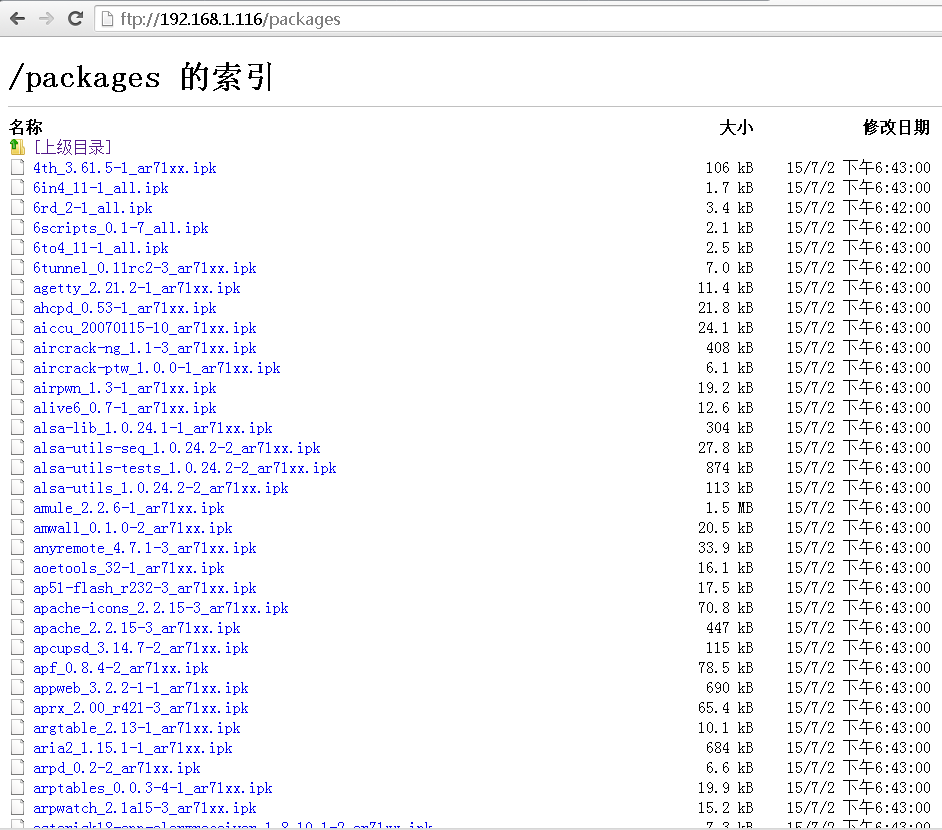 ftp://192.168.1.116/packages
/packages 的索引
名称 大小 修改日期
[上级目录]
4th_3.61.5-1_ar71xx.ipk 106 kB 15/7/2 下午6:43:00
6in4_11-1_all.ipk 1.7 kB 15/7/2 下午6:43:00
6rd_2-1_all.ipk 3.4 kB 15/7/2 下午6:42:00
6scripts_0.1-7_all.ipk 2.1 kB 15/7/2 下午6:42:00
6to4_11-1_all.ipk 2.5 kB 15/7/2 下午6:43:00
6tunnel_0.11rc2-3_ar71xx.ipk 7.0 kB 15/7/2 下午6:42:00
agetty_2.21.2-1_ar71xx.ipk 11.4 kB 15/7/2 下午6:43:00
ahcpd_0.53-1_ar71xx.ipk 21.8 kB 15/7/2 下午6:43:00
aiccu_20070115-10_ar71xx.ipk 24.1 kB 15/7/2 下午6:43:00
aircrack-ng_1.1-3_ar71xx.ipk 408 kB 15/7/2 下午6:43:00
aircrack-ptw_1.0.0-1_ar71xx.ipk 6.1 kB 15/7/2 下午6:43:00
airpwn_1.3-1_ar71xx.ipk 19.2 kB 15/7/2 下午6:43:00
alive6_0.7-1_ar71xx.ipk 12.6 kB 15/7/2 下午6:43:00
alsa-lib_1.0.24.1-1_ar71xx.ipk 304 kB 15/7/2 下午6:43:00
alsa-utils-seq_1.0.24.2-2_ar71xx.ipk 27.8 kB 15/7/2 下午6:43:00
alsa-utils-tests_1.0.24.2-2_ar71xx.ipk 874 kB 15/7/2 下午6:43:00
alsa-utils_1.0.24.2-2_ar71xx.ipk 113 kB 15/7/2 下午6:43:00
amule_2.2.6-1_ar71xx.ipk 1.5 MB 15/7/2 下午6:43:00
amwall_0.1.0-2_ar71xx.ipk 20.5 kB 15/7/2 下午6:43:00
anyremote_4.7.1-3_ar71xx.ipk 33.9 kB 15/7/2 下午6:43:00
aoetools_32-1_ar71xx.ipk 16.1 kB 15/7/2 下午6:43:00
ap51-flash_r232-3_ar71xx.ipk 17.5 kB 15/7/2 下午6:43:00
apache-icons_2.2.15-3_ar71xx.ipk 70.8 kB 15/7/2 下午6:43:00
apache_2.2.15-3_ar71xx.ipk 447 kB 15/7/2 下午6:43:00
apcupsd_3.14.7-2_ar71xx.ipk 115 kB 15/7/2 下午6:43:00
apf_0.8.4-2_ar71xx.ipk 78.5 kB 15/7/2 下午6:43:00
appweb_3.2.2-1-1_ar71xx.ipk 690 kB 15/7/2 下午6:43:00
aprx_2.00_r421-3_ar71xx.ipk 65.4 kB 15/7/2 下午6:43:00
argtable_2.13-1_ar71xx.ipk 10.1 kB 15/7/2 下午6:43:00
aria2_1.15.1-1_ar71xx.ipk 684 kB 15/7/2 下午6:43:00
arpd_0.2-2_ar71xx.ipk 6.6 kB 15/7/2 下午6:43:00
arptables_0.0.3-4-1_ar71xx.ipk 19.9 kB 15/7/2 下午6:43:00
arpwatch_2.1a15-3_ar71xx.ipk 15.2 kB 15/7/2 下午6:43:00